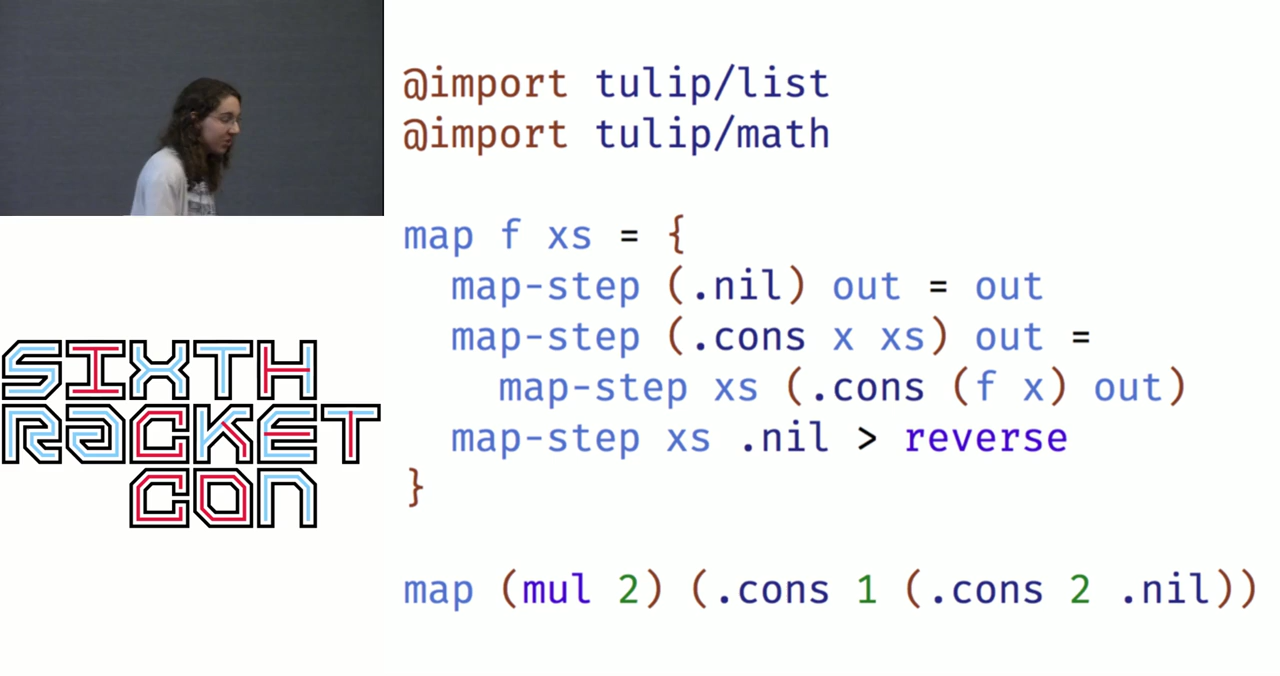 @import tulip/list
@import tulip/math
map f xs = {
  map-step (.nil) out = out
  map-step (.cons x xs) out =
    map-step xs (.cons (f x) out)
  map-step xs .nil > reverse
}
map (mul 2) (.cons 1 (.cons 2 .nil))
SIXTH
RACKET
CON